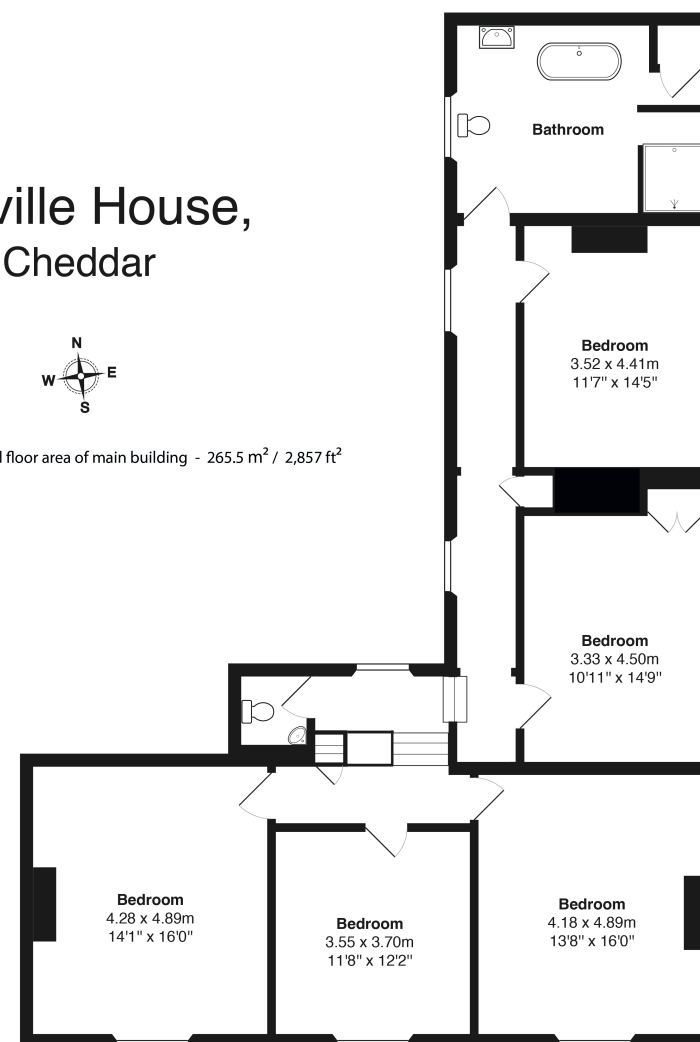 Bathroom
ville House,
Cheddar
N
W E
S
floor area of main building - 265.5 m² / 2,857 ft²
Bedroom
3.52 x 4.41m
11'7" x 14'5"
Bedroom
3.33 x 4.50m
10'11" x 14'9"
Bedroom
4.28 x 4.89m
14'1" x 16'0"
Bedroom
3.55 x 3.70m
11'8" x 12'2"
Bedroom
4.18 x 4.89m
13'8" x 16'0"